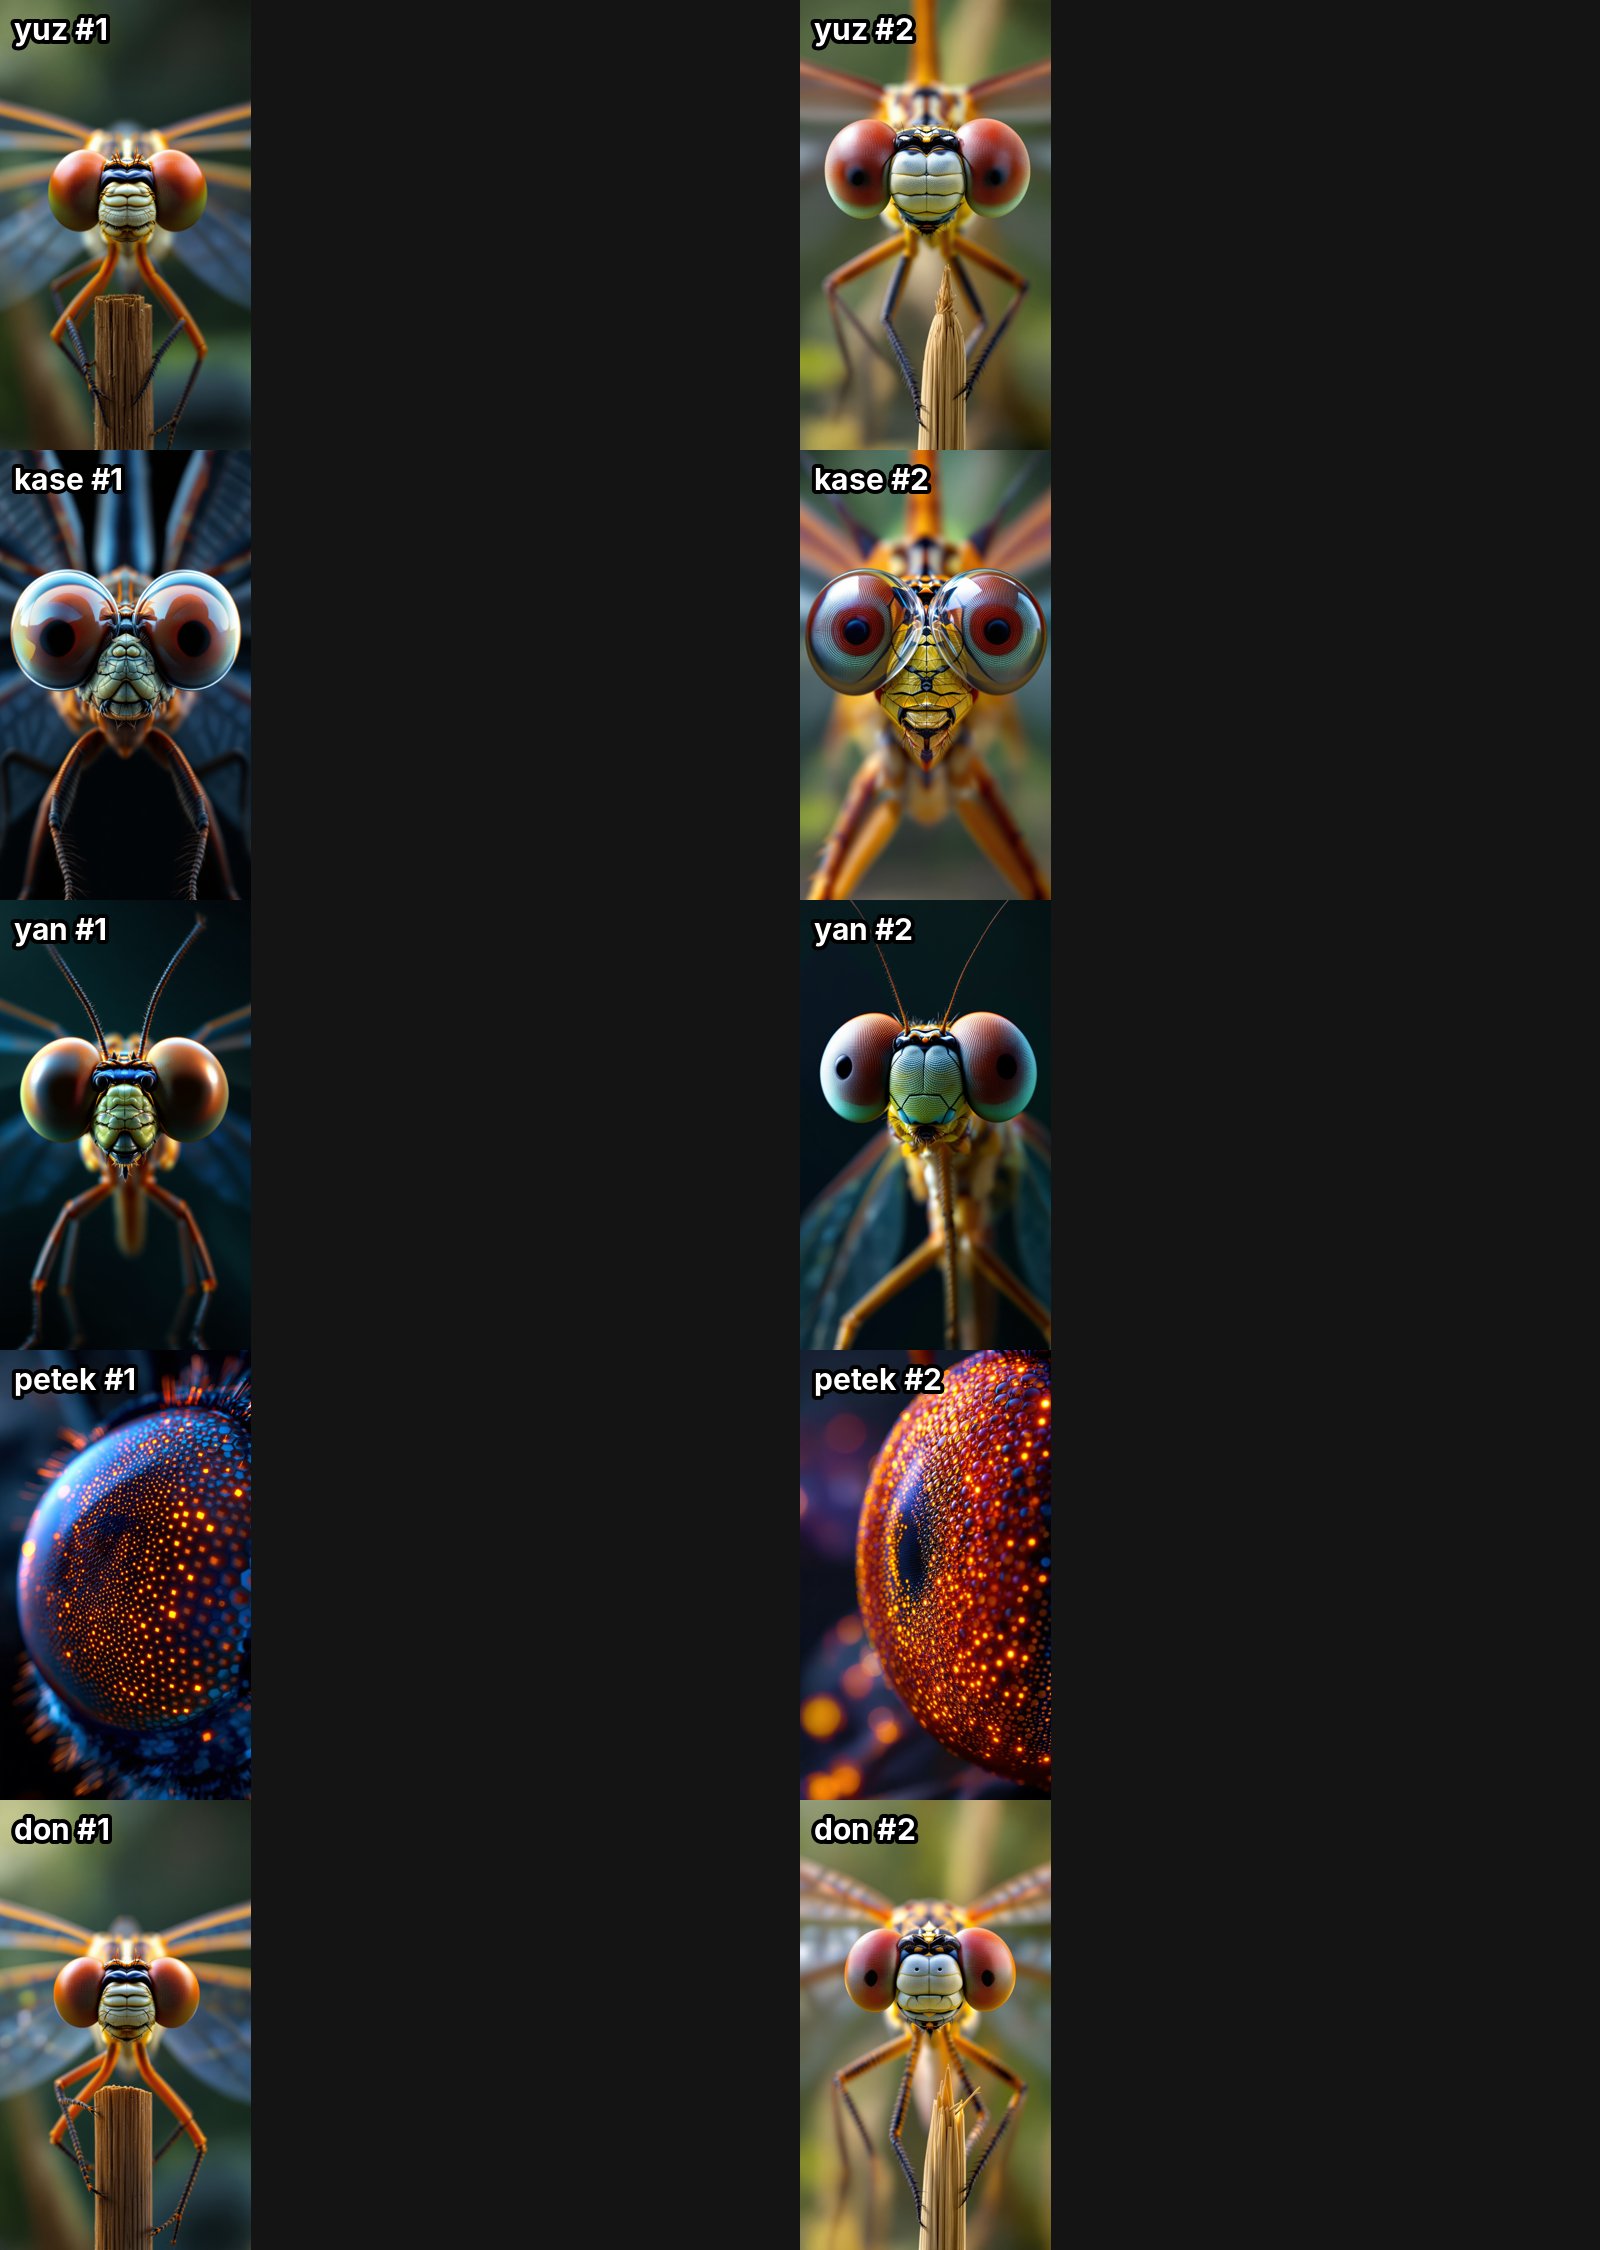 yuz #1
yuz #2
kase #1
kase #2
yan #1
yan #2
petek #1
petek #2
don #1
don #2